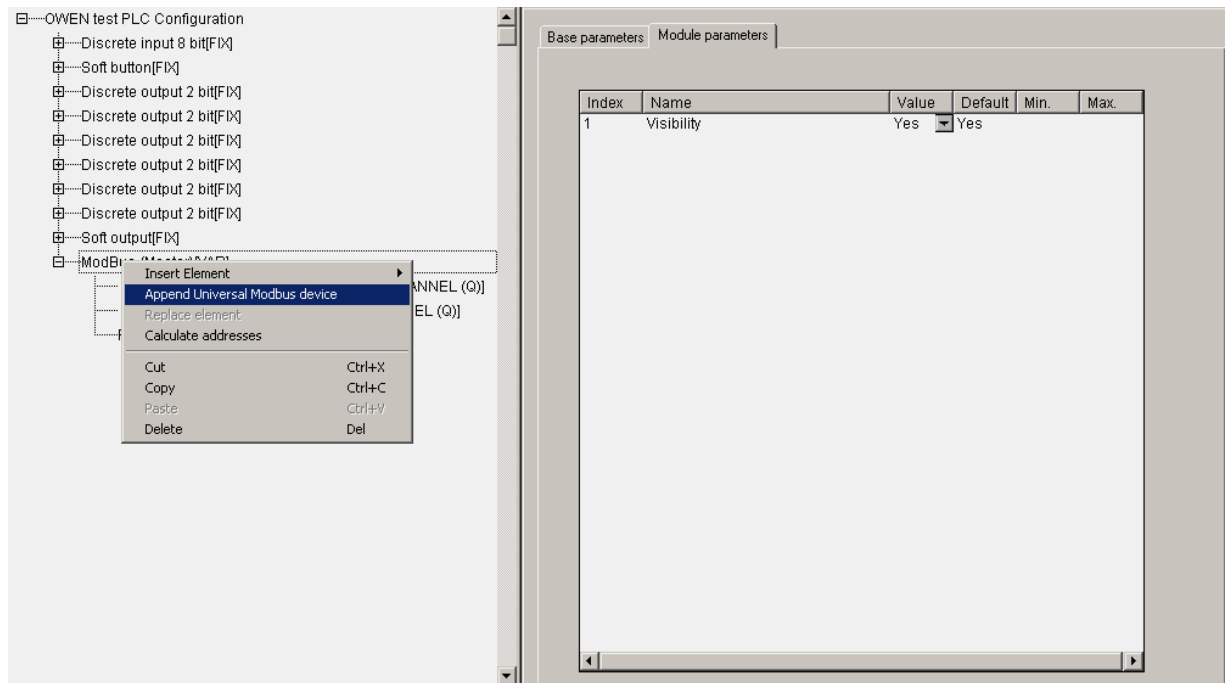 OWEN test PLC Configuration
Discrete input 8 bit[FIX]
Soft button[FIX]
Discrete output 2 bit[FIX]
Discrete output 2 bit[FIX]
Discrete output 2 bit[FIX]
Discrete output 2 bit[FIX]
Discrete output 2 bit[FIX]
Discrete output 2 bit[FIX]
Soft output[FIX]
ModBus (Master)[VAR]
ANNEL (Q)]
EL (Q)]
Insert Element
Append Universal Modbus device
Replace element
Calculate addresses
Cut Ctrl+X
Copy Ctrl+C
Paste Ctrl+V
Delete Del
Base parameters Module parameters
Index Name Value Default Min. Max.
1 Visibility Yes Yes